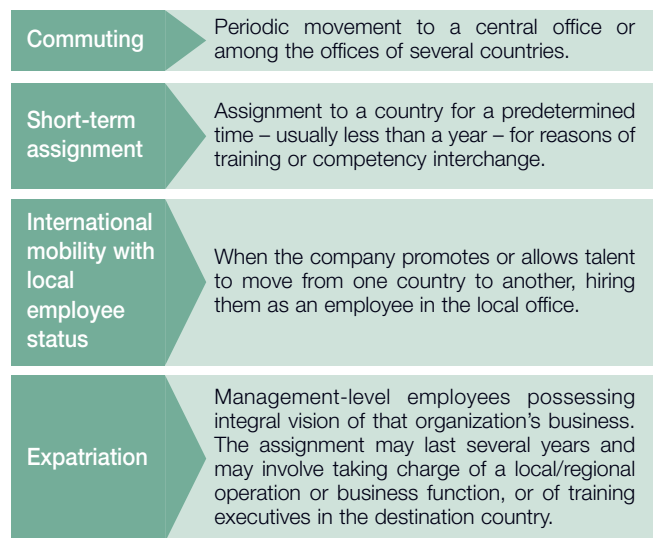 Commuting
Periodic movement to a central office or
among the offices of several countries.
Short-term
assignment
Assignment to a country for a predetermined
time – usually less than a year – for reasons of
training or competency interchange.
International
mobility with
local
employee
status
When the company promotes or allows talent
to move from one country to another, hiring
them as an employee in the local office.
Expatriation
Management-level employees possessing
integral vision of that organization’s business.
The assignment may last several years and
may involve taking charge of a local/regional
operation or business function, or of training
executives in the destination country.